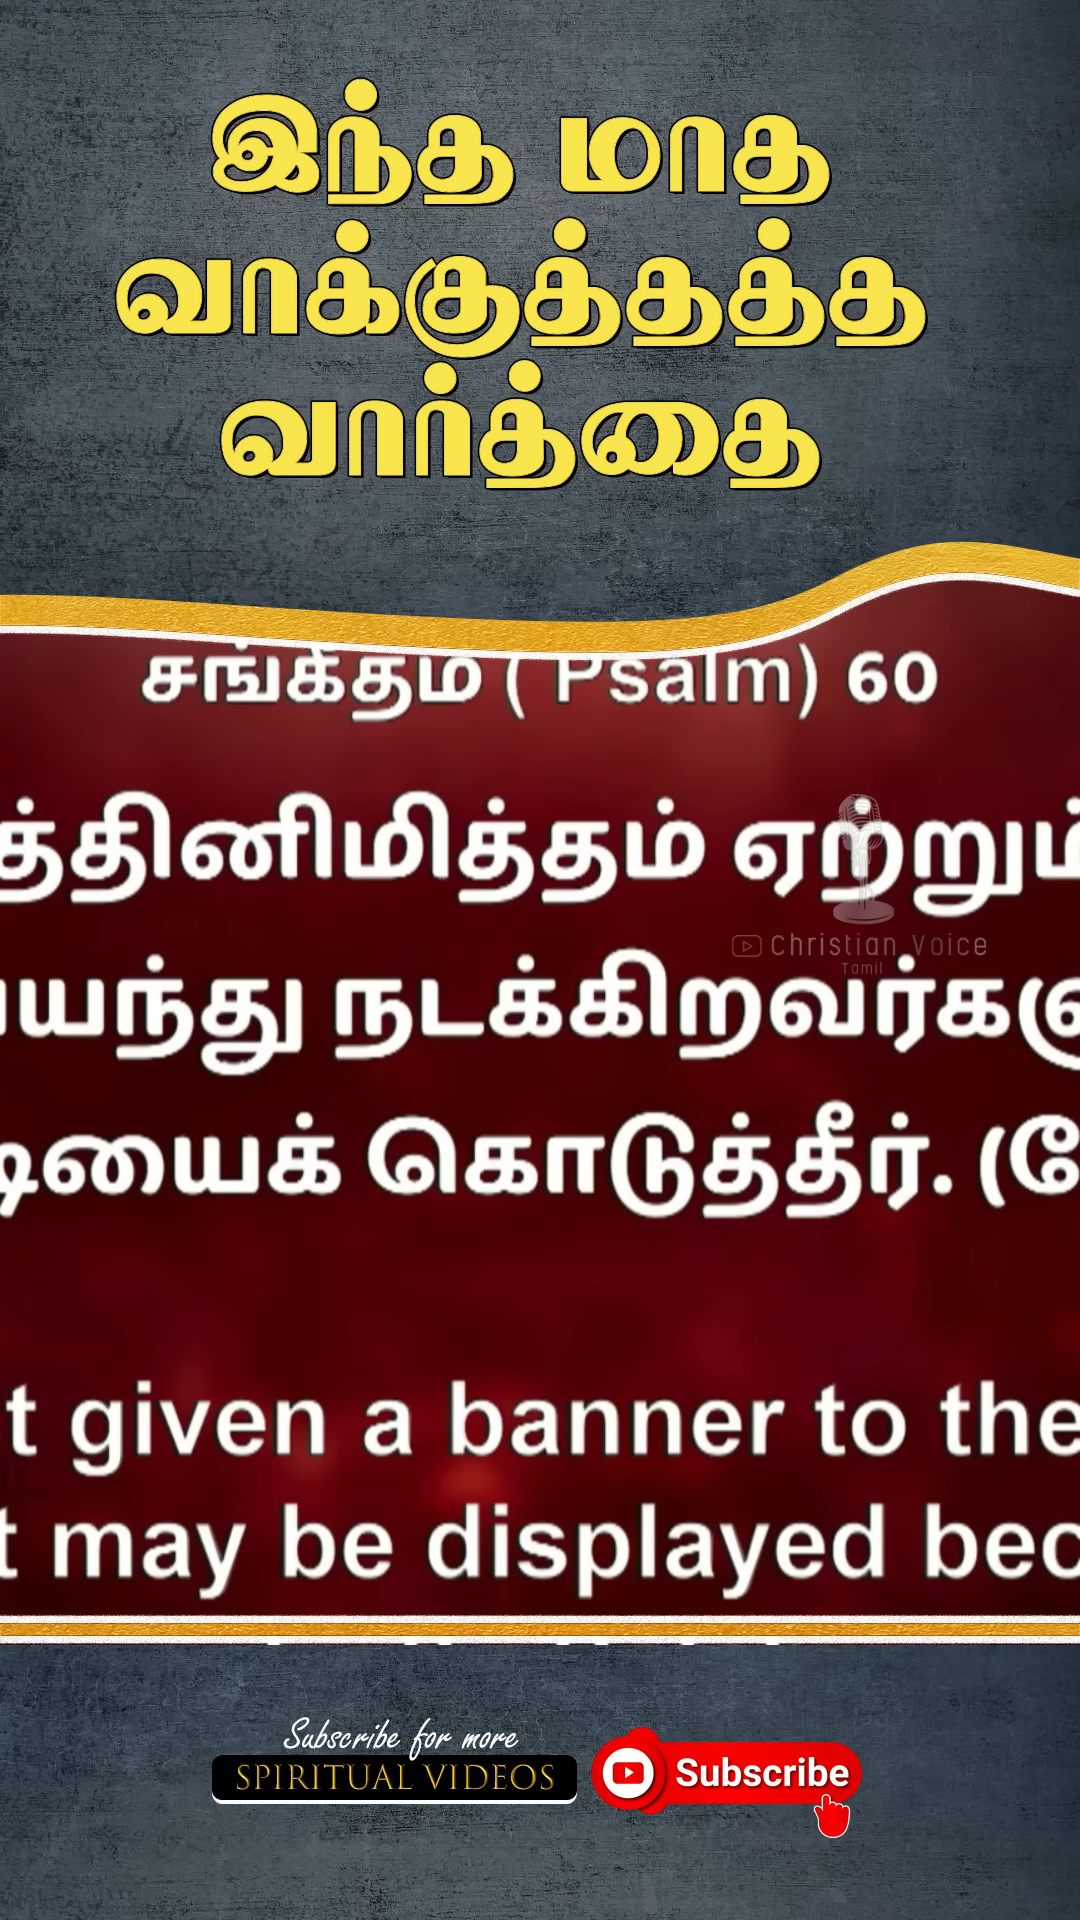 இந்த மாத
வாக்குத்தத்த
வார்த்தை
சங்கீதம் ( Psalm) 60
த்தினிமித்தம் ஏற்றும்
யந்து நடக்கிறவர்களு
டியைக் கொடுத்தீர். (சே
Christian Voice
Tamil
t given a banner to the
t may be displayed bec
Subscribe for more
SPIRITUAL VIDEOS
Subscribe